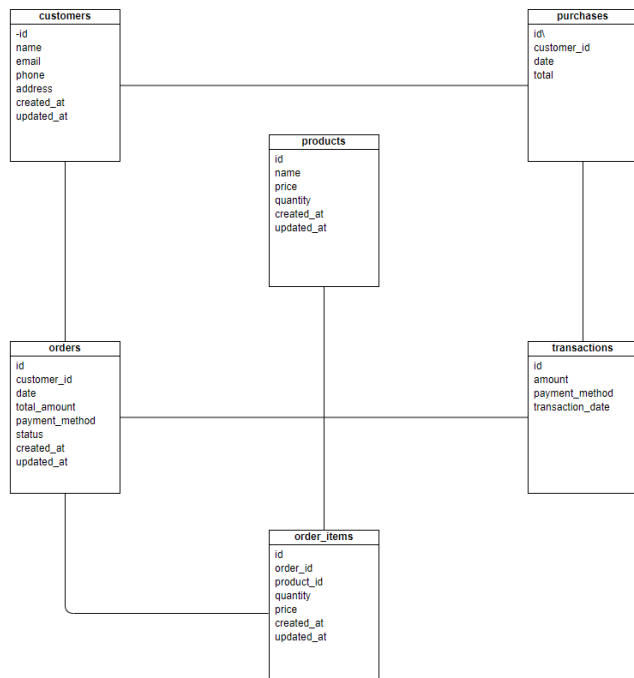 customers
-id
name
email
phone
address
created_at
updated_at
purchases
id\
customer_id
date
total
products
id
name
price
quantity
created_at
updated_at
orders
id
customer_id
date
total_amount
payment_method
status
created_at
updated_at
transactions
id
amount
payment_method
transaction_date
order_items
id
order_id
product_id
quantity
price
created_at
updated_at